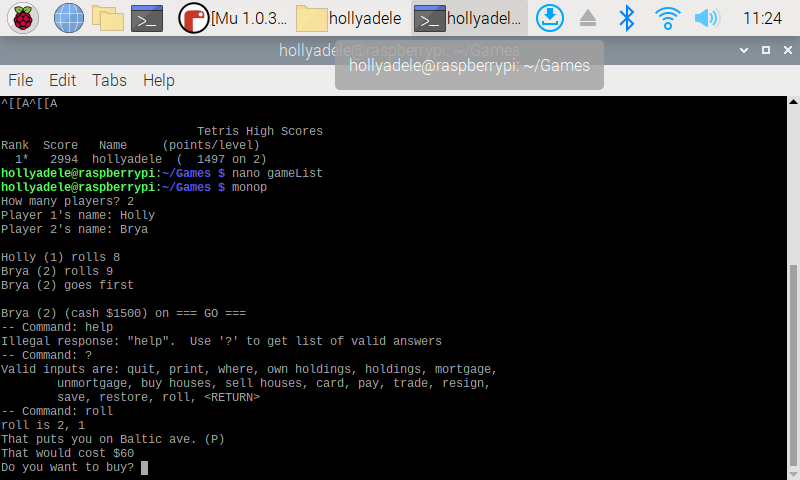 [Mu 1.0.3... hollyadele hollyadel... 11:24
hollyadele@raspberrypi: ~/Games
hollyadele@raspberrypi: ~/Games
File Edit Tabs Help
^[[A^[[A
Tetris High Scores
Rank Score Name (points/level)
1* 2994 hollyadele ( 1497 on 2)
hollyadele@raspberrypi:~/Games $ nano gameList
hollyadele@raspberrypi:~/Games $ monop
How many players? 2
Player 1's name: Holly
Player 2's name: Brya
Holly (1) rolls 8
Brya (2) rolls 9
Brya (2) goes first
Brya (2) (cash $1500) on === GO ===
-- Command: help
Illegal response: "help".  Use '?' to get list of valid answers
-- Command: ?
Valid inputs are: quit, print, where, own holdings, holdings, mortgage,
unmortgage, buy houses, sell houses, card, pay, trade, resign,
save, restore, roll, <RETURN>
-- Command: roll
roll is 2, 1
That puts you on Baltic ave. (P)
That would cost $60
Do you want to buy?